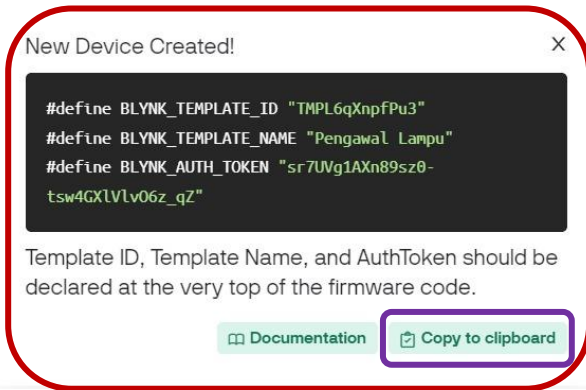 New Device Created!
X
#define BLYNK_TEMPLATE_ID "TMPL6qXnpfPu3"
#define BLYNK_TEMPLATE_NAME "Pengawal Lampu"
#define BLYNK_AUTH_TOKEN "sr7UVg1AXn89sz0-
tsw4GXlVlvO6z_qZ"
Template ID, Template Name, and AuthToken should be
declared at the very top of the firmware code.
Documentation
Copy to clipboard